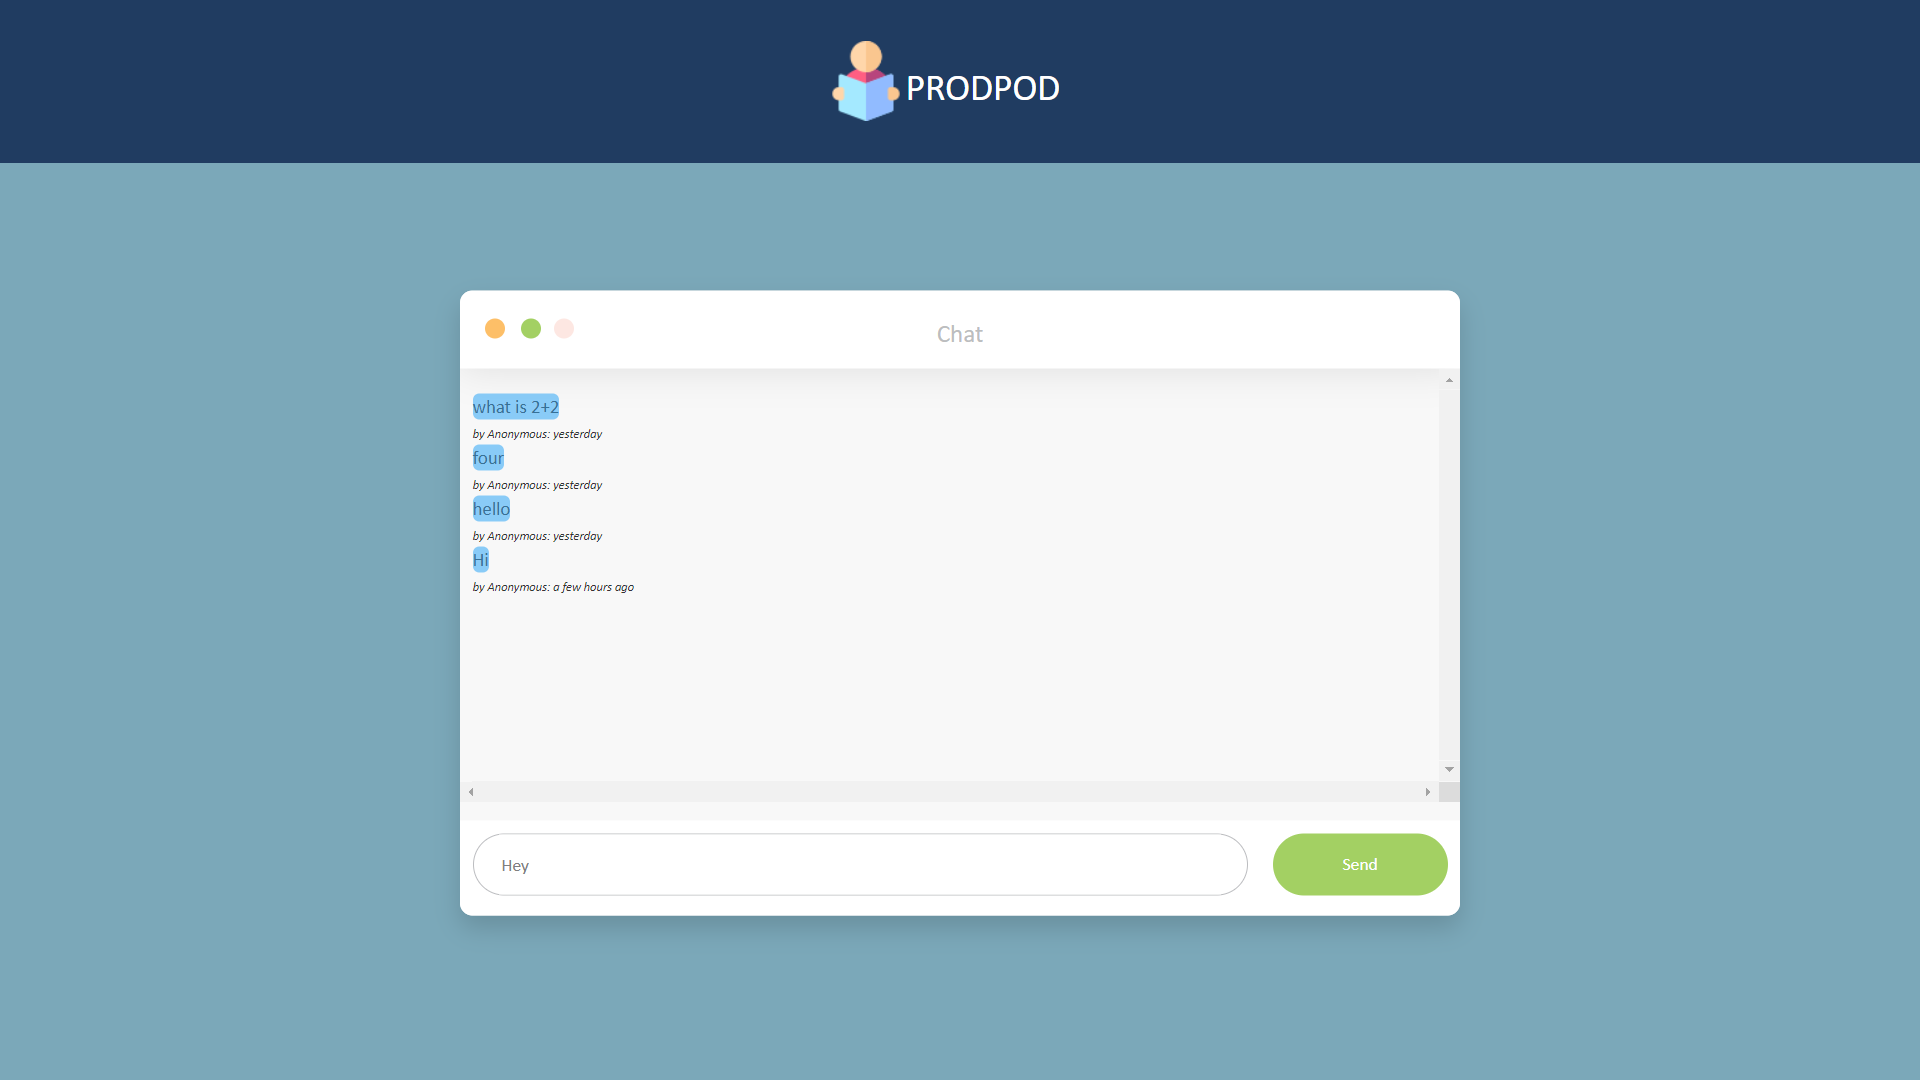 PRODPOD
Chat
what is 2+2
by Anonymous: yesterday
four
by Anonymous: yesterday
hello
by Anonymous: yesterday
Hi
by Anonymous: a few hours ago
Hey
Send